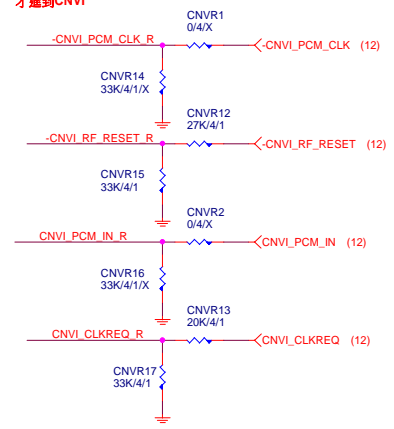 才進到CNVI
CNVR1
0/4/X
-CNVI_PCM_CLK_R
-CNVI_PCM_CLK (12)
CNVR14
33K/4/1/X
CNVR12
27K/4/1
-CNVI_RF_RESET_R
-CNVI_RF_RESET (12)
CNVR15
33K/4/1
CNVR2
0/4/X
CNVI_PCM_IN_R
CNVI_PCM_IN (12)
CNVR16
33K/4/1/X
CNVR13
20K/4/1
CNVI_CLKREQ_R
CNVI_CLKREQ (12)
CNVR17
33K/4/1